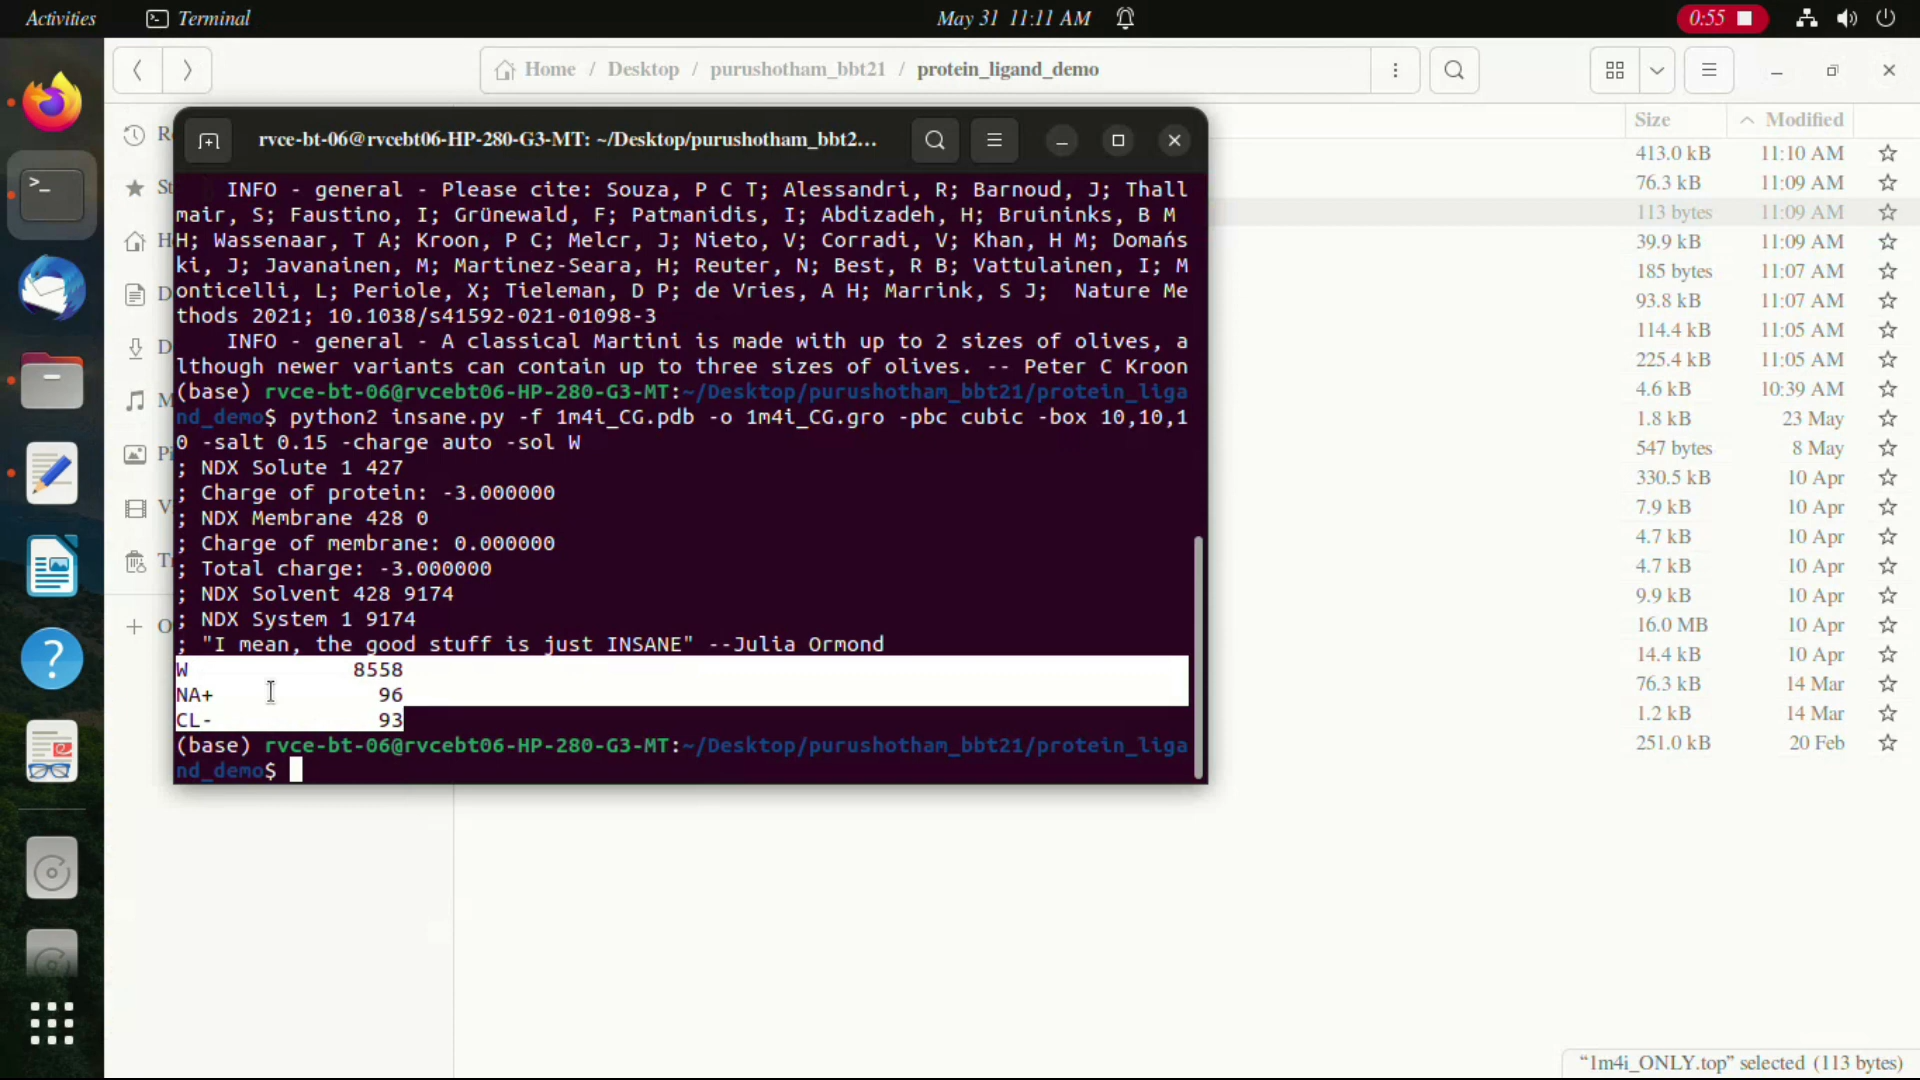 Activities
Terminal
May 31 11:11 AM
0:55
Home / Desktop / purushotham_bbt21 / protein_ligand_demo
Size
Modified
413.0 kB 11:10 AM
76.3 kB 11:09 AM
113 bytes 11:09 AM
39.9 kB 11:09 AM
185 bytes 11:07 AM
93.8 kB 11:07 AM
114.4 kB 11:05 AM
225.4 kB 11:05 AM
4.6 kB 10:39 AM
1.8 kB 23 May
547 bytes 8 May
330.5 kB 10 Apr
7.9 kB 10 Apr
4.7 kB 10 Apr
4.7 kB 10 Apr
9.9 kB 10 Apr
16.0 MB 10 Apr
14.4 kB 10 Apr
76.3 kB 14 Mar
1.2 kB 14 Mar
251.0 kB 20 Feb
rvce-bt-06@rvcebt06-HP-280-G3-MT: ~/Desktop/purushotham_bbt2...
INFO - general - Please cite: Souza, P C T; Alessandri, R; Barnoud, J; Thall
mair, S; Faustino, I; Grünewald, F; Patmanidis, I; Abdizadeh, H; Bruininks, B M
H; Wassenaar, T A; Kroon, P C; Melcr, J; Nieto, V; Corradi, V; Khan, H M; Domańs
ki, J; Javanainen, M; Martinez-Seara, H; Reuter, N; Best, R B; Vattulainen, I; M
onticelli, L; Periole, X; Tieleman, D P; de Vries, A H; Marrink, S J;  Nature Me
thods 2021; 10.1038/s41592-021-01098-3
INFO - general - A classical Martini is made with up to 2 sizes of olives, a
lthough newer variants can contain up to three sizes of olives. -- Peter C Kroon
(base) rvce-bt-06@rvcebt06-HP-280-G3-MT:~/Desktop/purushotham_bbt21/protein_liga
nd_demo$ python2 insane.py -f 1m4i_CG.pdb -o 1m4i_CG.gro -pbc cubic -box 10,10,1
0 -salt 0.15 -charge auto -sol W
; NDX Solute 1 427
; Charge of protein: -3.000000
; NDX Membrane 428 0
; Charge of membrane: 0.000000
; Total charge: -3.000000
; NDX Solvent 428 9174
; NDX System 1 9174
; "I mean, the good stuff is just INSANE" --Julia Ormond
W 8558
NA+ 96
CL- 93
(base) rvce-bt-06@rvcebt06-HP-280-G3-MT:~/Desktop/purushotham_bbt21/protein_liga
nd_demo$
"1m4i_ONLY.top" selected (113 bytes)